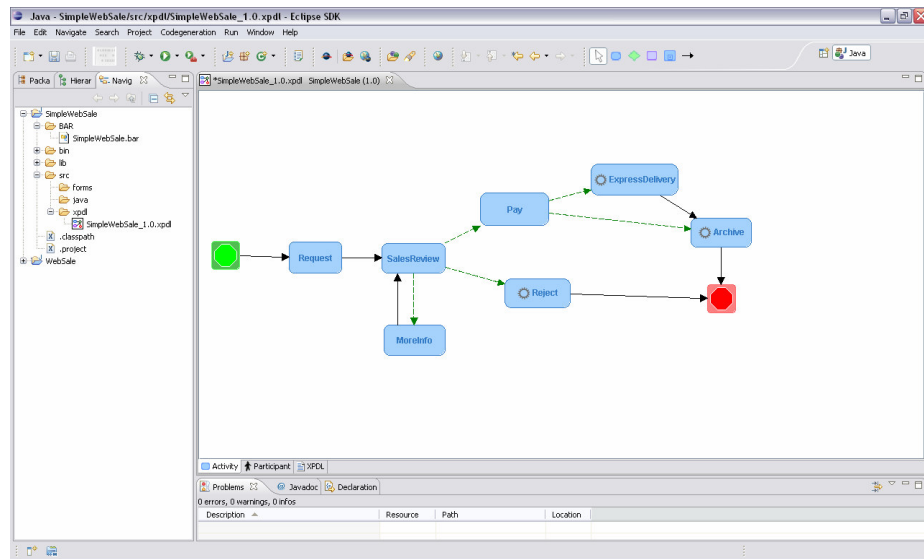 Java - SimpleWebSale/src/xpdl/SimpleWebSale_1.0.xpdl - Eclipse SDK
File Edit Navigate Search Project Codegeneration Run Window Help
Java
Packa Hierar Navig
*SimpleWebSale_1.0.xpdl SimpleWebSale (1.0)
SimpleWebSale
BAR
SimpleWebSale.bar
bin
lib
src
forms
java
xpdl
SimpleWebSale_1.0.xpdl
.classpath
.project
WebSale
ExpressDelivery
Pay
Archive
Request
SalesReview
Reject
MoreInfo
Activity Participant XPDL
Problems Javadoc Declaration
0 errors, 0 warnings, 0 infos
Description Resource Path Location